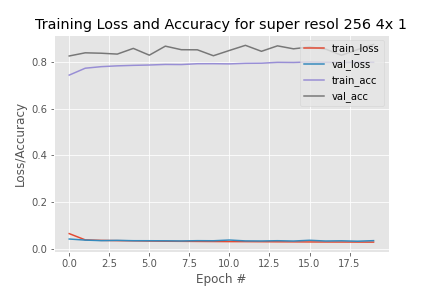 Training Loss and Accuracy for super resol 256 4x 1
train_loss
val_loss
train_acc
val_acc
Loss/Accuracy
0.8
0.6
0.4
0.2
0.0
0.0 2.5 5.0 7.5 10.0 12.5 15.0 17.5
Epoch #